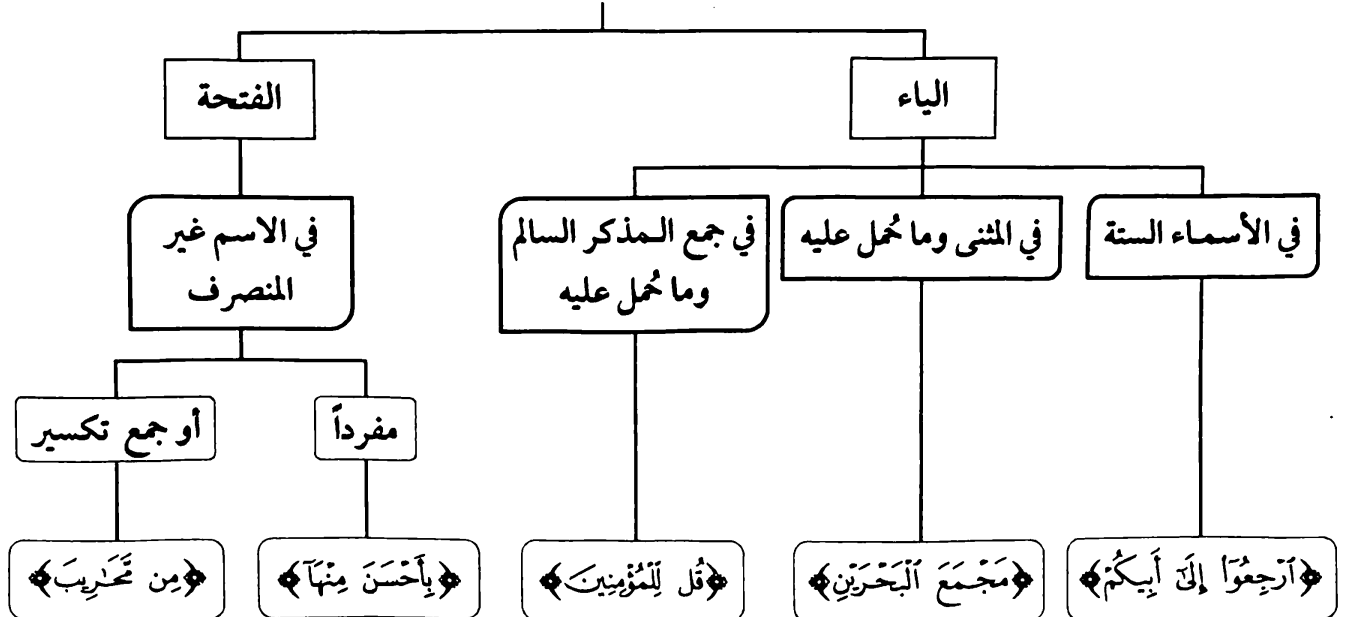 الياء
الفتحة
في الأسماء الستة
في المثنى وما حُمل عليه
في جمع المذكر السالم
وما حُمل عليه
في الاسم غير
المنصرف
مفرداً
أو جمع تكسير
﴿ٱرْجِعُوٓاْ إِلَىٰٓ أَبِيكُمْ﴾
﴿مَجْمَعَ ٱلْبَحْرَيْنِ﴾
﴿قُل لِّلْمُؤْمِنِينَ﴾
﴿بِأَحْسَنَ مِنْهَآ﴾
﴿مِن مَّحَٰرِيبَ﴾